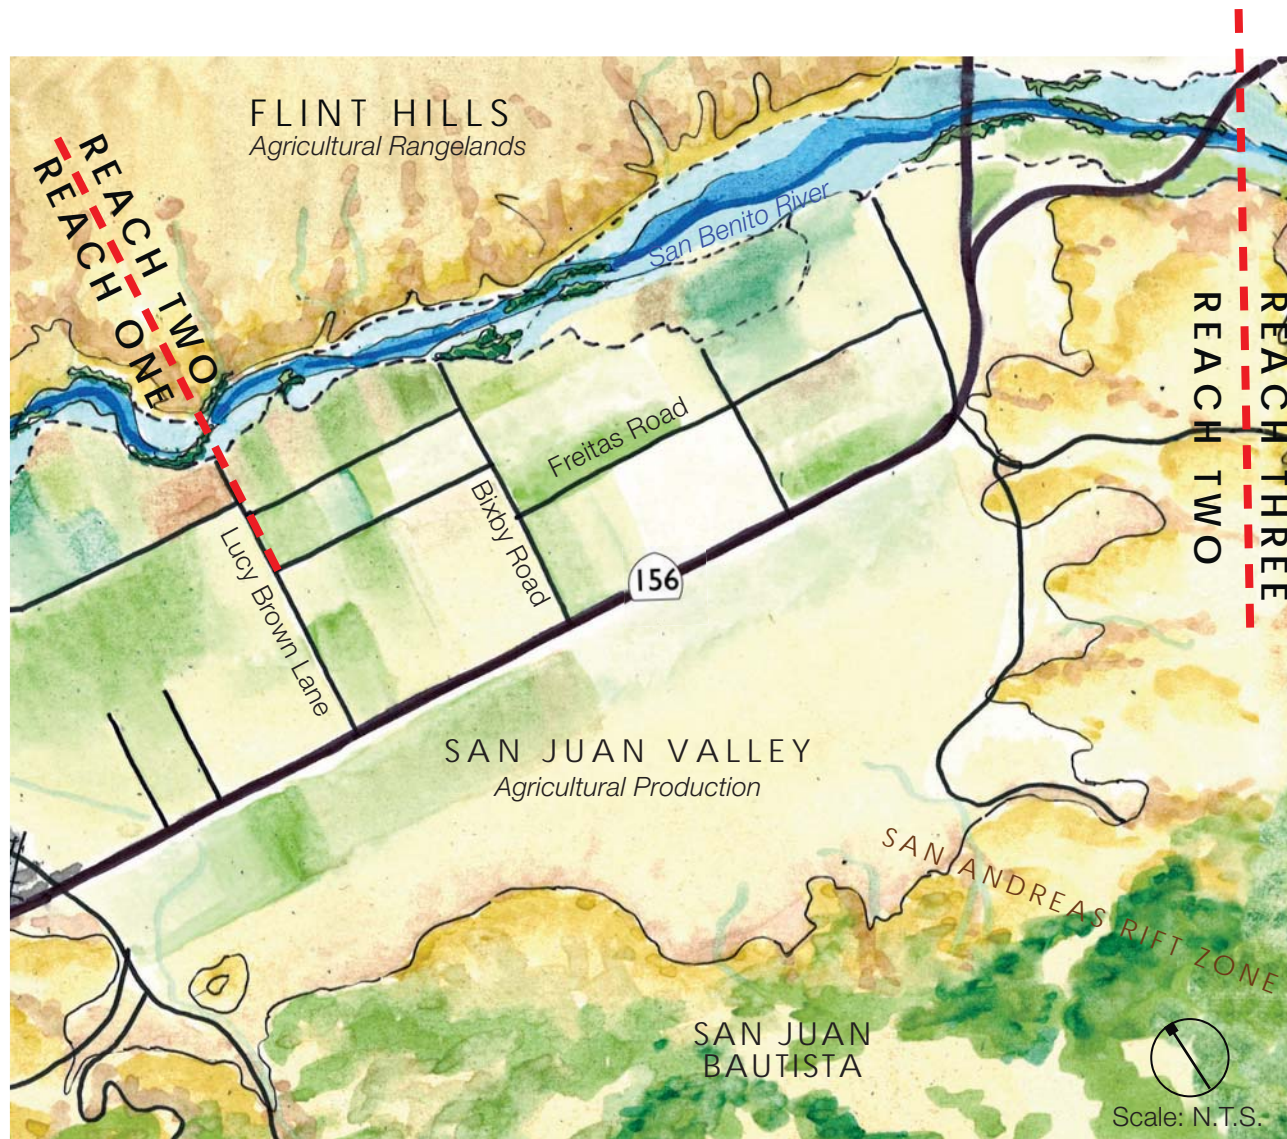 FLINT HILLS
Agricultural Rangelands
REACH TWO
REACH ONE
San Benito River
REACH TWO
REACH THREE
Freitas Road
Bixby Road
Lucy Brown Lane
156
SAN JUAN VALLEY
Agricultural Production
SAN ANDREAS RIFT ZONE
SAN JUAN
BAUTISTA
Scale: N.T.S.